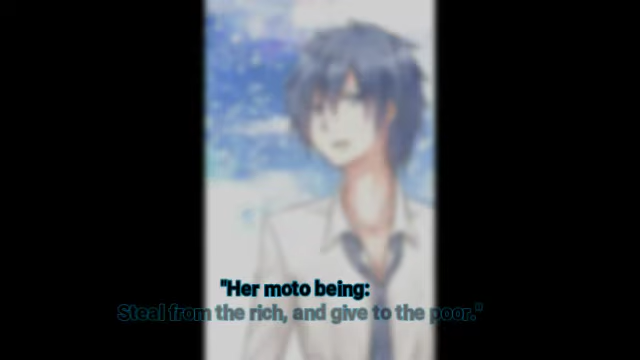 "Her moto being:
Steal from the rich, and give to the poor."